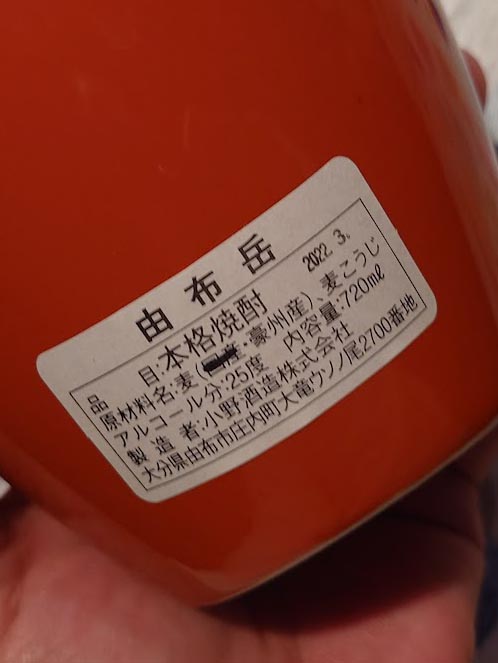 由布岳
2022. 3.
品目:本格焼酎
原材料名:麦(産・豪州産)、麦こうじ
アルコール分:25度 内容量:720mℓ
製造者:小野酒造株式会社
大分県由布市庄内町大竜ウソノ尾2700番地